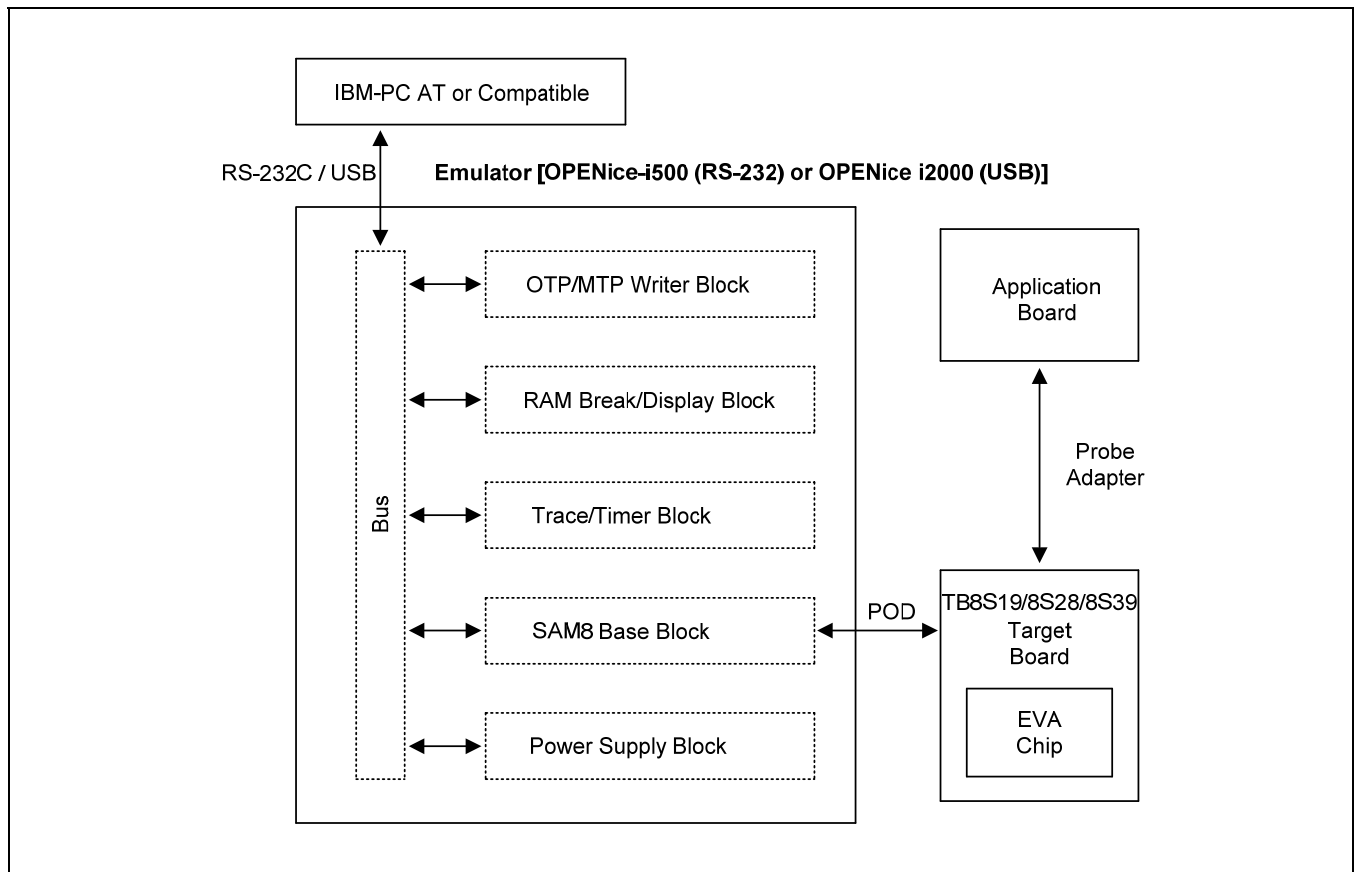 IBM-PC AT or Compatible
RS-232C / USB
Emulator [OPENice-i500 (RS-232) or OPENice i2000 (USB)]
Bus
OTP/MTP Writer Block
RAM Break/Display Block
Trace/Timer Block
SAM8 Base Block
Power Supply Block
POD
Application
Board
Probe
Adapter
TB8S19/8S28/8S39
Target
Board
EVA
Chip